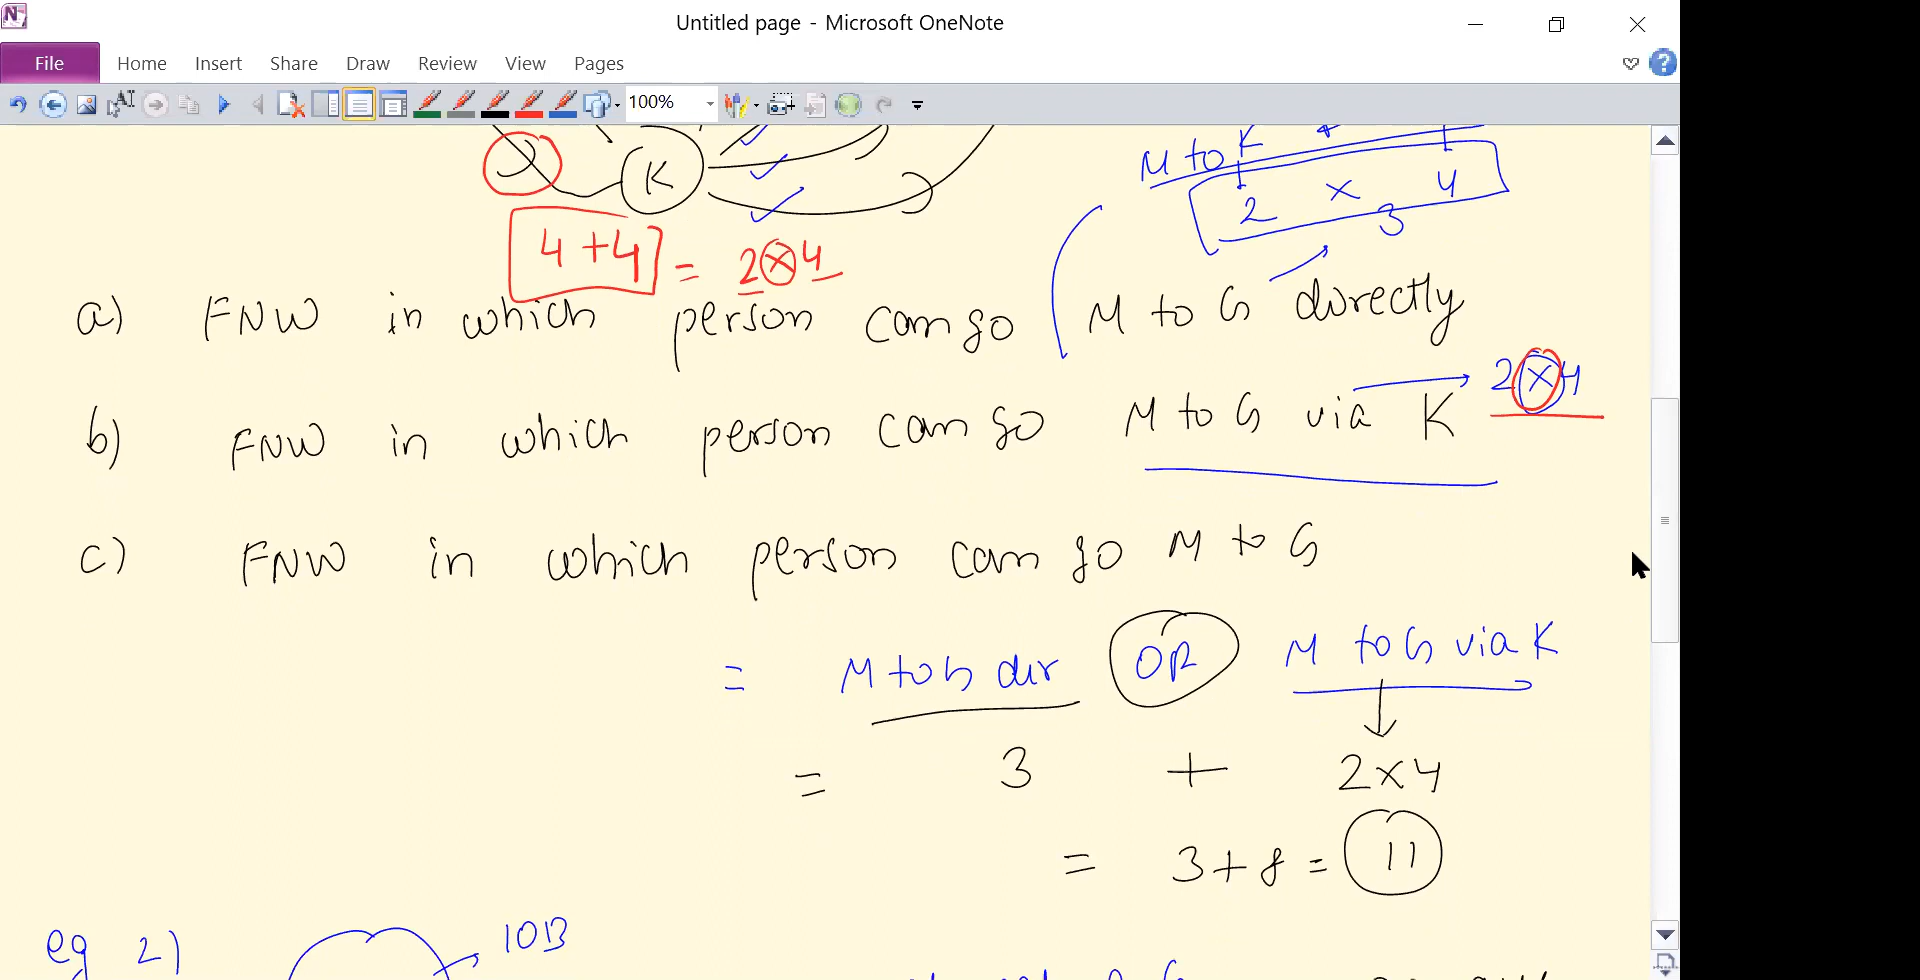 Untitled page - Microsoft OneNote
File Home Insert Share Draw Review View Pages
100%
K
M to K
2 x 4
3
4 + 4 = 2 x 4
a) FNW in which person can go M to G directly
2 x 4
b) FNW in which person can go M to G via K
c) FNW in which person can go M to G
= M to G dir OR M to G via K
= 3 + 2 x 4
= 3 + 8 = 11
eg 2) 10B